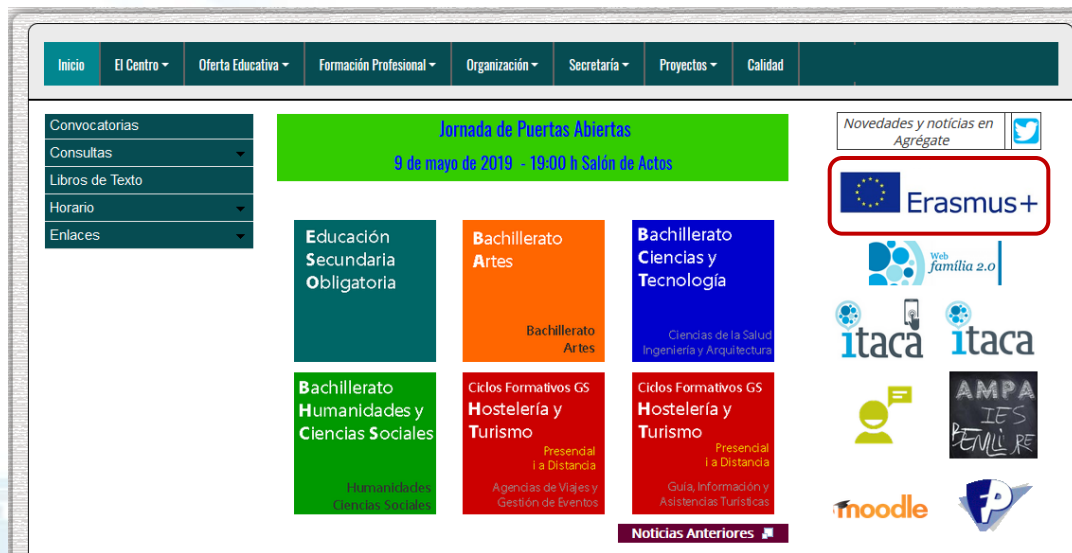 Inicio
El Centro
Oferta Educativa
Formación Profesional
Organización
Secretaría
Proyectos
Calidad
Convocatorias
Consultas
Libros de Texto
Horario
Enlaces
Jornada de Puertas Abiertas
9 de mayo de 2019 - 19:00 h Salón de Actos
Educación
Secundaria
Obligatoria
Bachillerato
Artes
Bachillerato
Artes
Bachillerato
Ciencias y
Tecnología
Ciencias de la Salud
Ingeniería y Arquitectura
Bachillerato
Humanidades y
Ciencias Sociales
Humanidades
Ciencias Sociales
Ciclos Formativos GS
Hostelería y
Turismo
Presencial
i a Distancia
Agencias de Viajes y
Gestión de Eventos
Ciclos Formativos GS
Hostelería y
Turismo
Presencial
i a Distancia
Guía, Información y
Asistencias Turísticas
Noticias Anteriores
Novedades y notícias en
Agrégate
Erasmus+
Web
família 2.0
itaca
itaca
AMPA
IES
BENLLIURE
moodle
FP